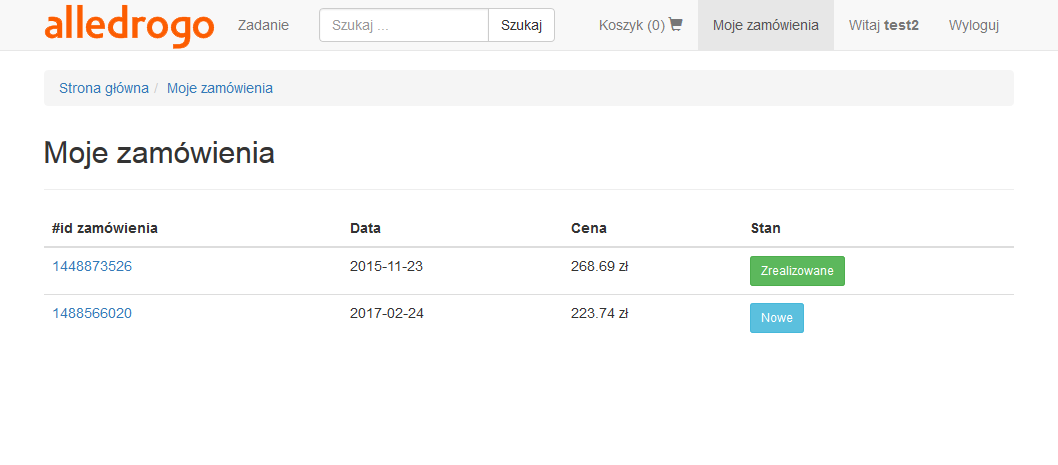 alledrogo Zadanie Szukaj ... Szukaj Koszyk (0) Moje zamówienia Witaj test2 Wyloguj
Strona główna / Moje zamówienia
Moje zamówienia
#id zamówienia Data Cena Stan
1448873526 2015-11-23 268.69 zł Zrealizowane
1488566020 2017-02-24 223.74 zł Nowe